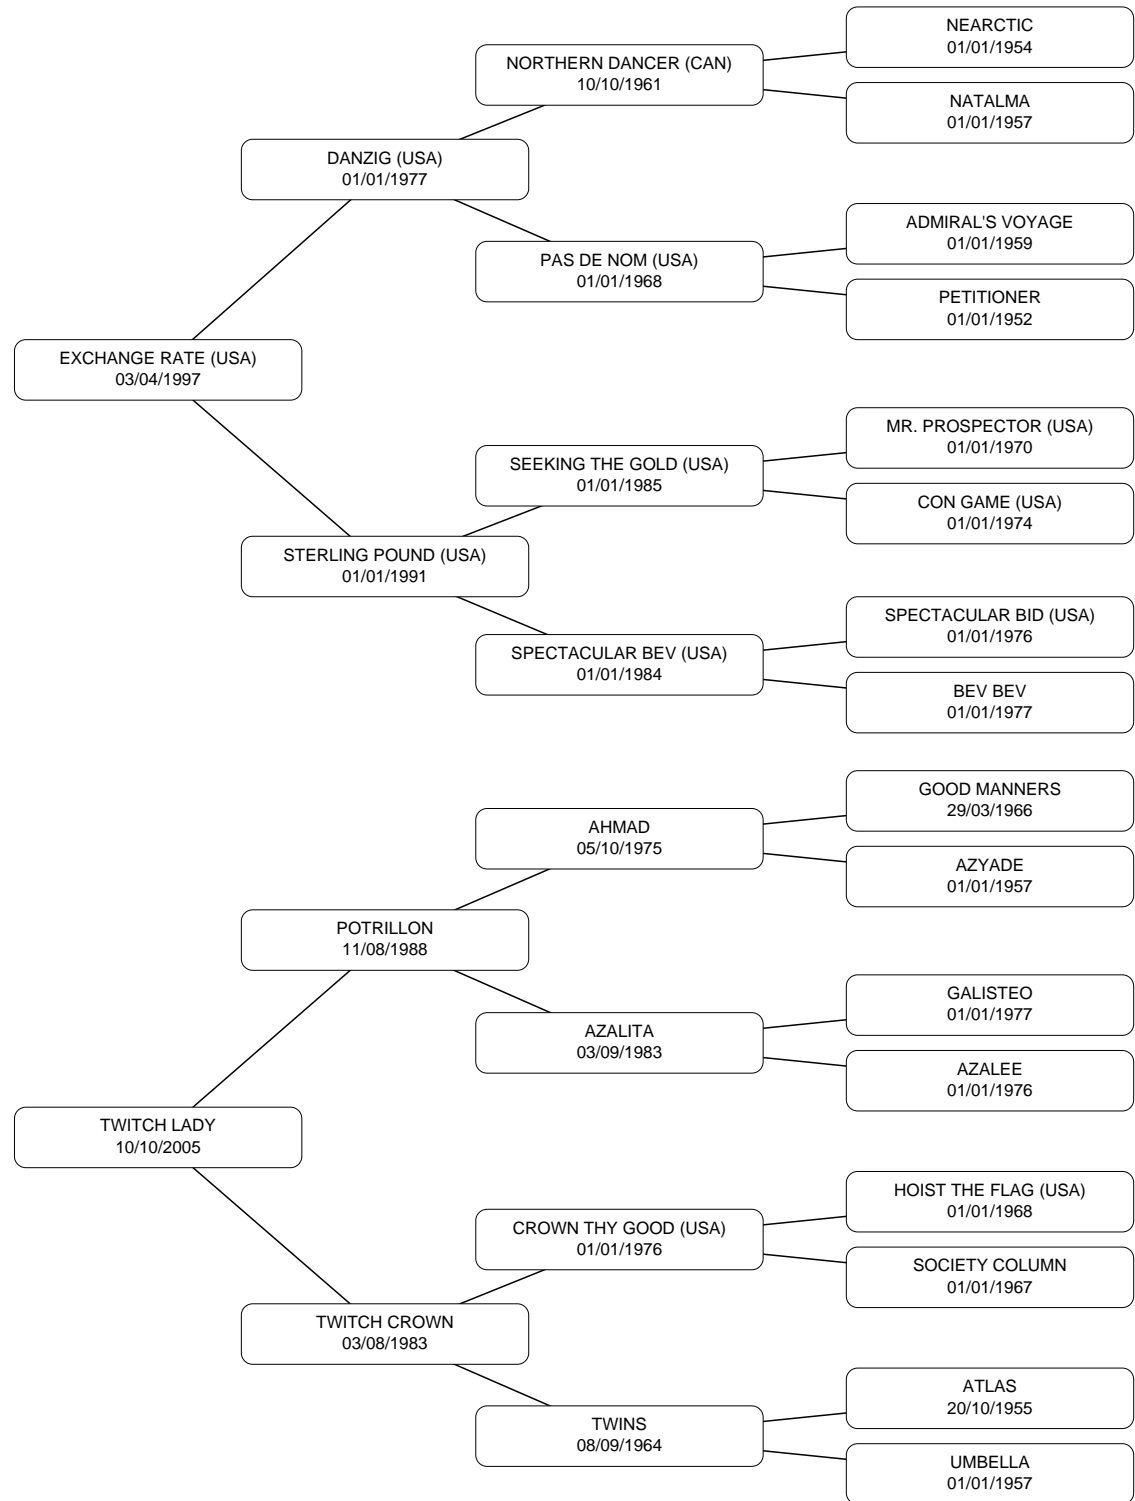 NEARCTIC
01/01/1954
NORTHERN DANCER (CAN)
10/10/1961
NATALMA
01/01/1957
DANZIG (USA)
01/01/1977
ADMIRAL'S VOYAGE
01/01/1959
PAS DE NOM (USA)
01/01/1968
PETITIONER
01/01/1952
EXCHANGE RATE (USA)
03/04/1997
MR. PROSPECTOR (USA)
01/01/1970
SEEKING THE GOLD (USA)
01/01/1985
CON GAME (USA)
01/01/1974
STERLING POUND (USA)
01/01/1991
SPECTACULAR BID (USA)
01/01/1976
SPECTACULAR BEV (USA)
01/01/1984
BEV BEV
01/01/1977
GOOD MANNERS
29/03/1966
AHMAD
05/10/1975
AZYADE
01/01/1957
POTRILLON
11/08/1988
GALISTEO
01/01/1977
AZALITA
03/09/1983
AZALEE
01/01/1976
TWITCH LADY
10/10/2005
HOIST THE FLAG (USA)
01/01/1968
CROWN THY GOOD (USA)
01/01/1976
SOCIETY COLUMN
01/01/1967
TWITCH CROWN
03/08/1983
ATLAS
20/10/1955
TWINS
08/09/1964
UMBELLA
01/01/1957